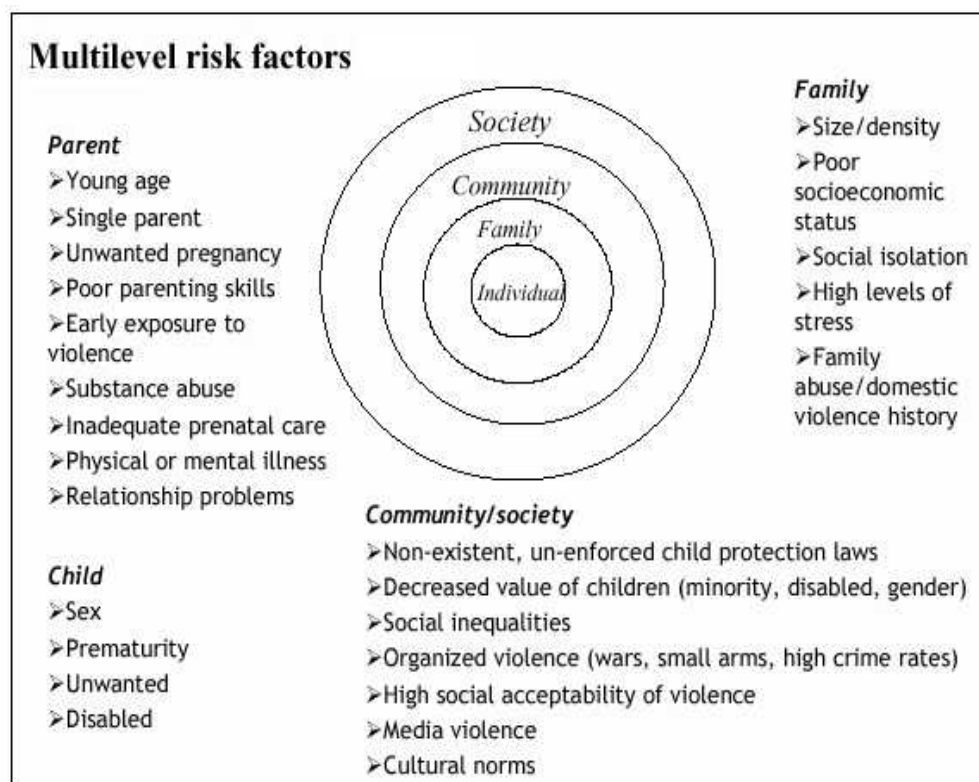 Multilevel risk factors
Parent
➢Young age
➢Single parent
➢Unwanted pregnancy
➢Poor parenting skills
➢Early exposure to
violence
➢Substance abuse
➢Inadequate prenatal care
➢Physical or mental illness
➢Relationship problems
Child
➢Sex
➢Prematurity
➢Unwanted
➢Disabled
Society
Community
Family
Individual
Family
➢Size/density
➢Poor
socioeconomic
status
➢Social isolation
➢High levels of
stress
➢Family
abuse/domestic
violence history
Community/society
➢Non-existent, un-enforced child protection laws
➢Decreased value of children (minority, disabled, gender)
➢Social inequalities
➢Organized violence (wars, small arms, high crime rates)
➢High social acceptability of violence
➢Media violence
➢Cultural norms